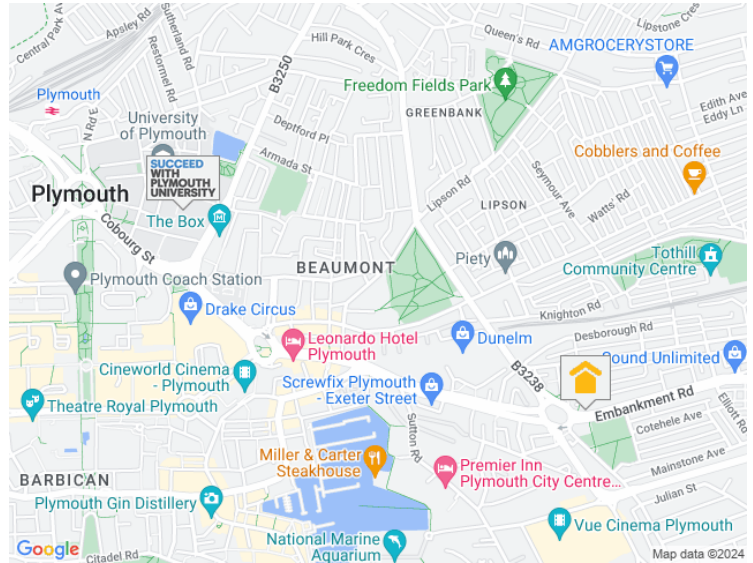 Lipstone Cres
Apsley Rd
Queen's Rd
Sutherland Rd
Central Park Ave
Hill Park Cres
AMGROCERYSTORE
Restormel Rd
B3250
Freedom Fields Park
Plymouth
GREENBANK
Edith Ave
Eddy Ln
N Rd E
University
of Plymouth
Deptford Pl
Armada St
Cobblers and Coffee
SUCCEED
WITH
PLYMOUTH
UNIVERSITY
Seymour Ave
Plymouth
Lipson Rd
LIPSON
Watts' Rd
The Box
Cobourg St
Tothill
Community Centre
Piety
BEAUMONT
Plymouth Coach Station
Knighton Rd
Drake Circus
Desborough Rd
Leonardo Hotel
Plymouth
Dunelm
Sound Unlimited
B3238
Cineworld Cinema
- Plymouth
Screwfix Plymouth
- Exeter Street
Theatre Royal Plymouth
Embankment Rd
Elliott Rd
Cotehele Ave
Sutton Rd
Miller & Carter
Steakhouse
Mainstone Ave
BARBICAN
Premier Inn
Plymouth City Centre...
Julian St
Plymouth Gin Distillery
Vue Cinema Plymouth
National Marine
Aquarium
Google
Citadel Rd
Map data ©2024